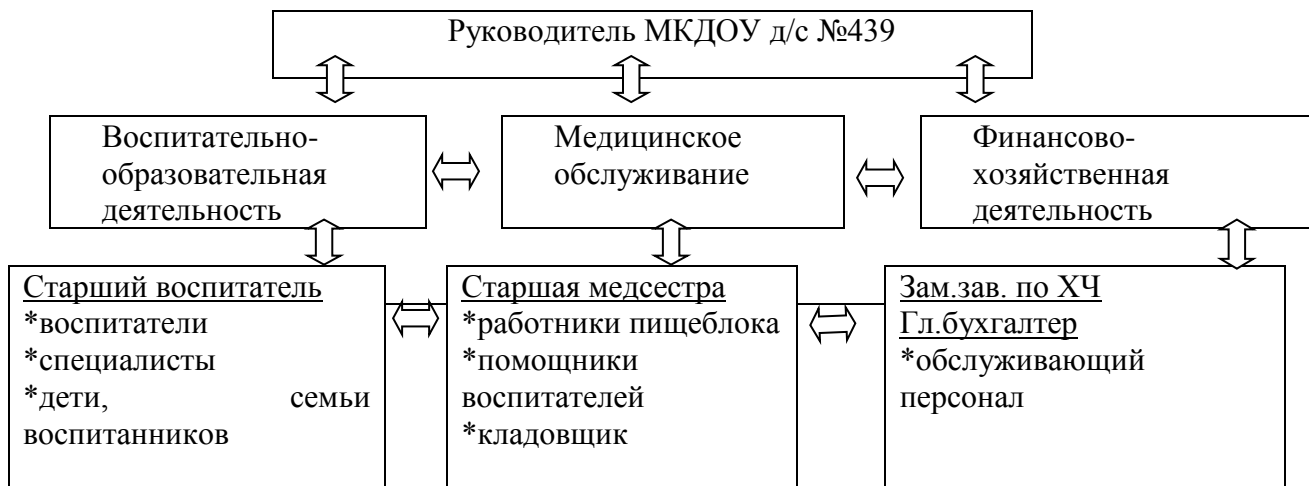 Руководитель МКДОУ д/с №439
Воспитательно-
образовательная
деятельность
Медицинское
обслуживание
Финансово-
хозяйственная
деятельность
Старший воспитатель
*воспитатели
*специалисты
*дети, семьи
воспитанников
Старшая медсестра
*работники пищеблока
*помощники
воспитателей
*кладовщик
Зам.зав. по ХЧ
Гл.бухгалтер
*обслуживающий
персонал